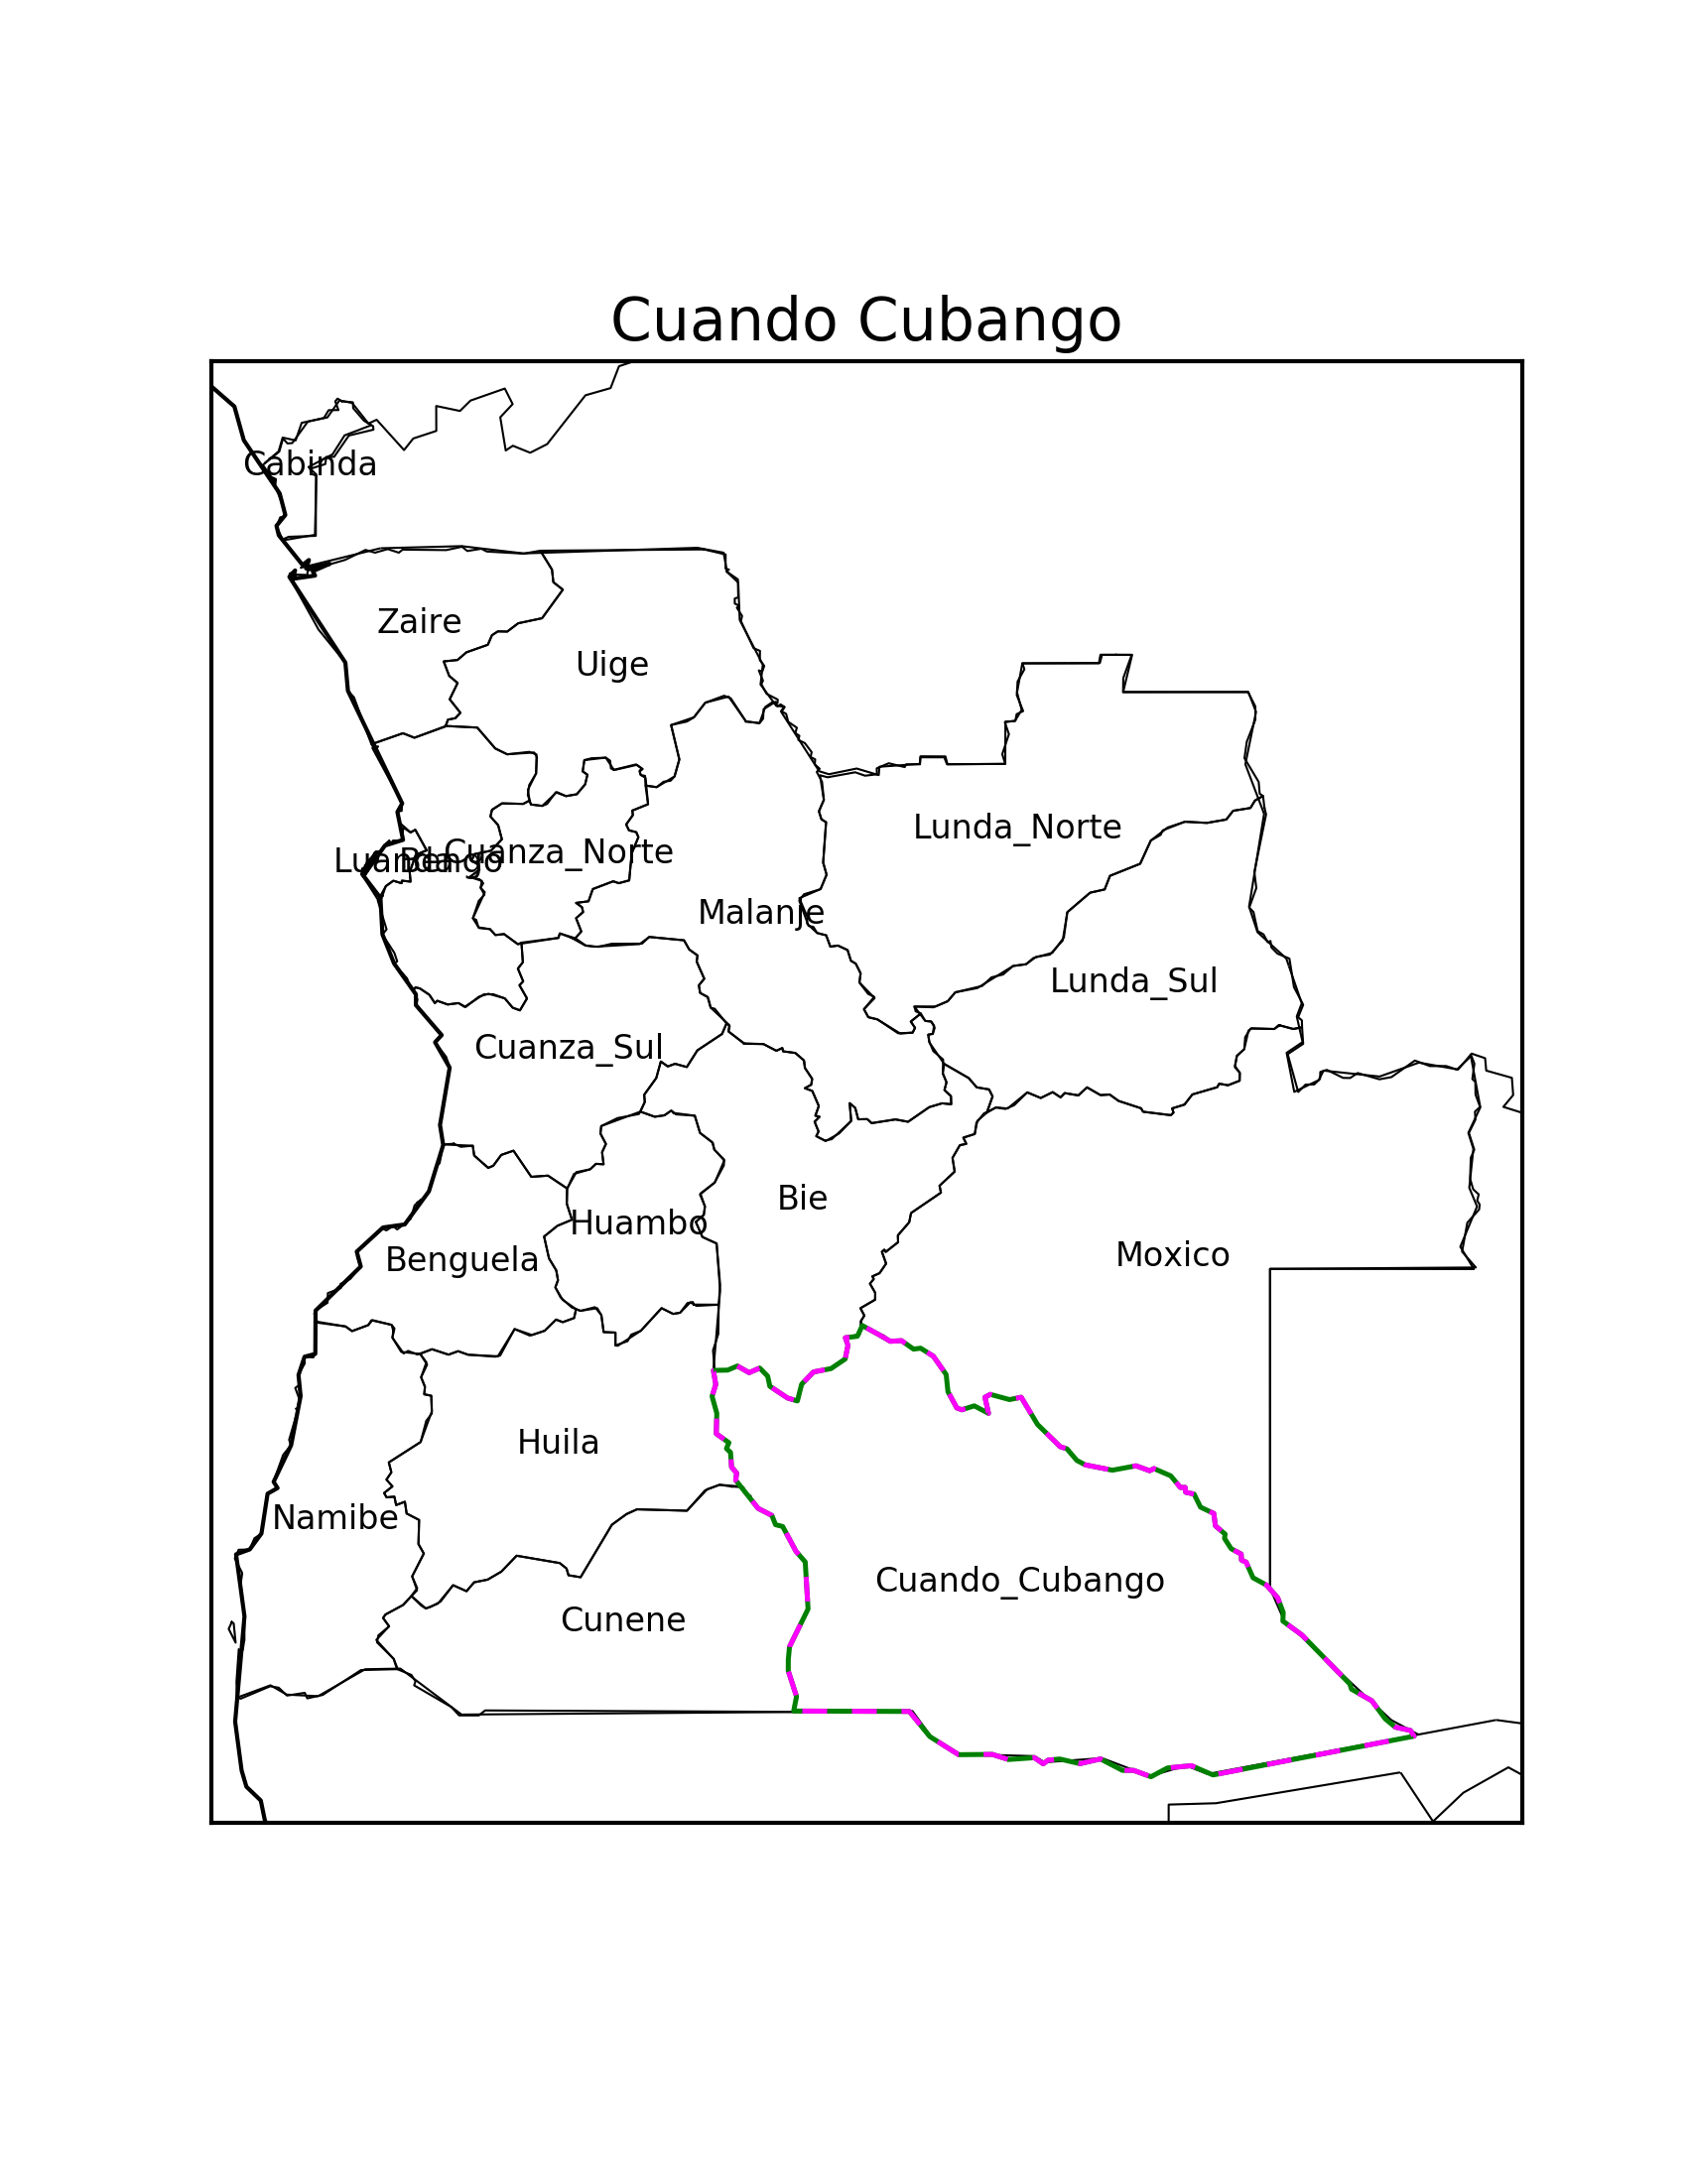 Cuando Cubango
Cabinda
Zaire
Uige
Lunda_Norte
Luanda
Bengo
Cuanza_Norte
Malanje
Lunda_Sul
Cuanza_Sul
Bie
Huambo
Moxico
Benguela
Huila
Namibe
Cuando_Cubango
Cunene